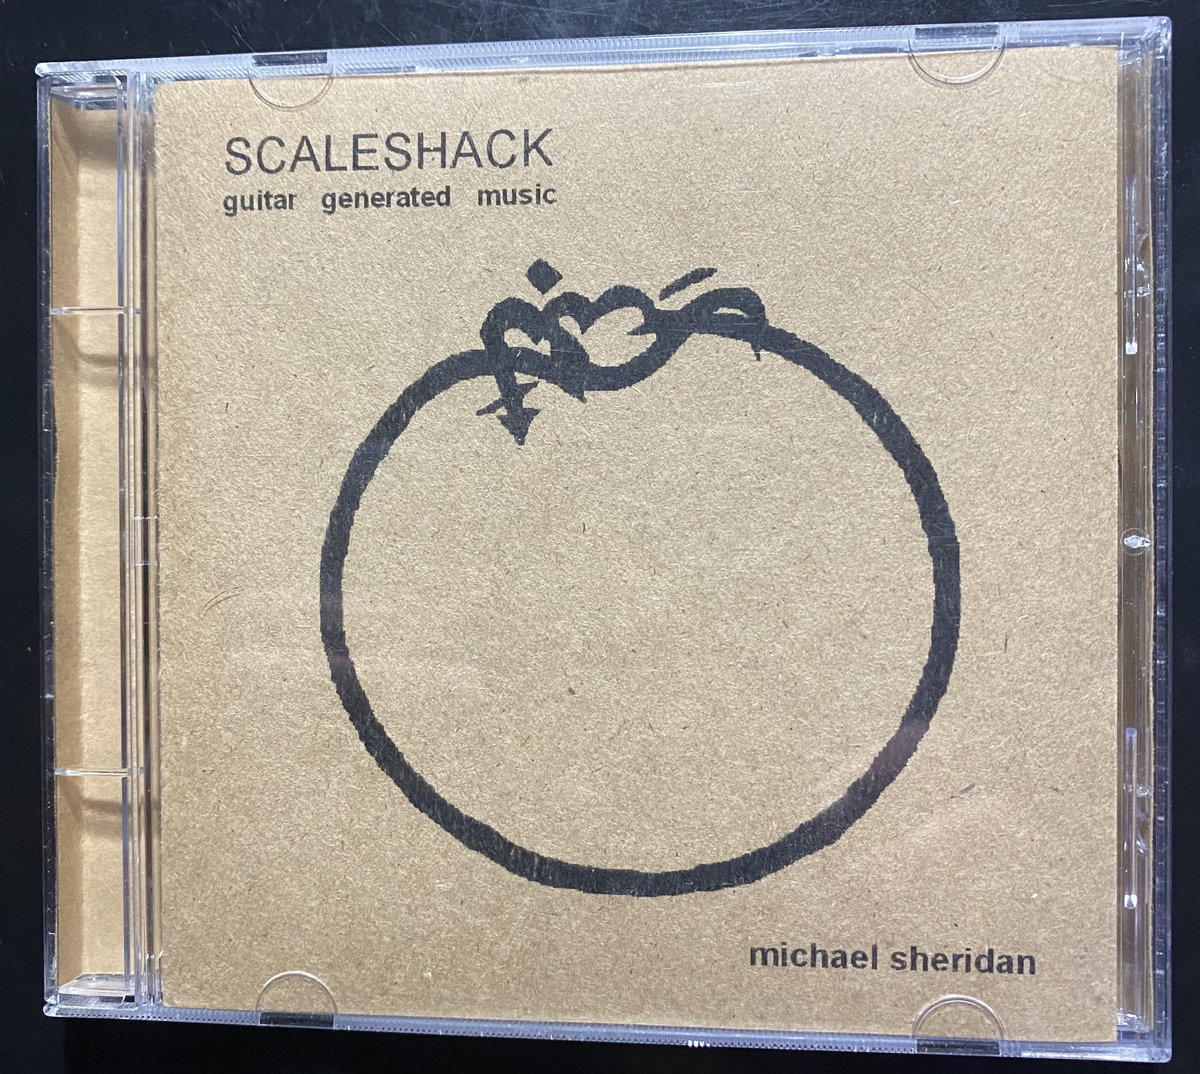 SCALESHACK
guitar generated music
michael sheridan